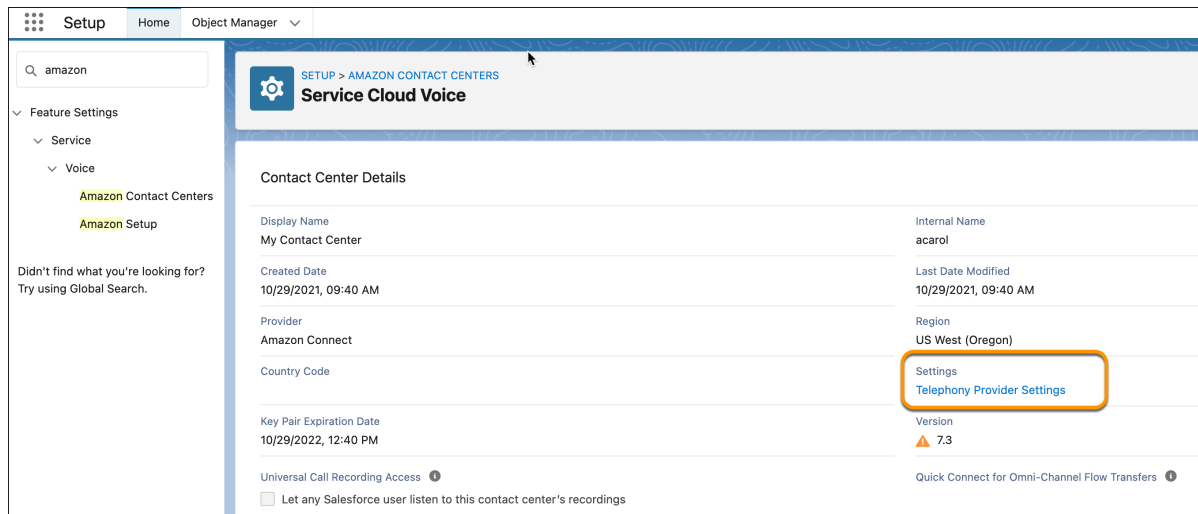 Setup
Home
Object Manager
amazon
Feature Settings
Service
Voice
Amazon Contact Centers
Amazon Setup
Didn't find what you're looking for?
Try using Global Search.
SETUP > AMAZON CONTACT CENTERS
Service Cloud Voice
Contact Center Details
Display Name
My Contact Center
Internal Name
acarol
Created Date
10/29/2021, 09:40 AM
Last Date Modified
10/29/2021, 09:40 AM
Provider
Amazon Connect
Region
US West (Oregon)
Country Code
Settings
Telephony Provider Settings
Key Pair Expiration Date
10/29/2022, 12:40 PM
Version
7.3
Universal Call Recording Access
Let any Salesforce user listen to this contact center's recordings
Quick Connect for Omni-Channel Flow Transfers